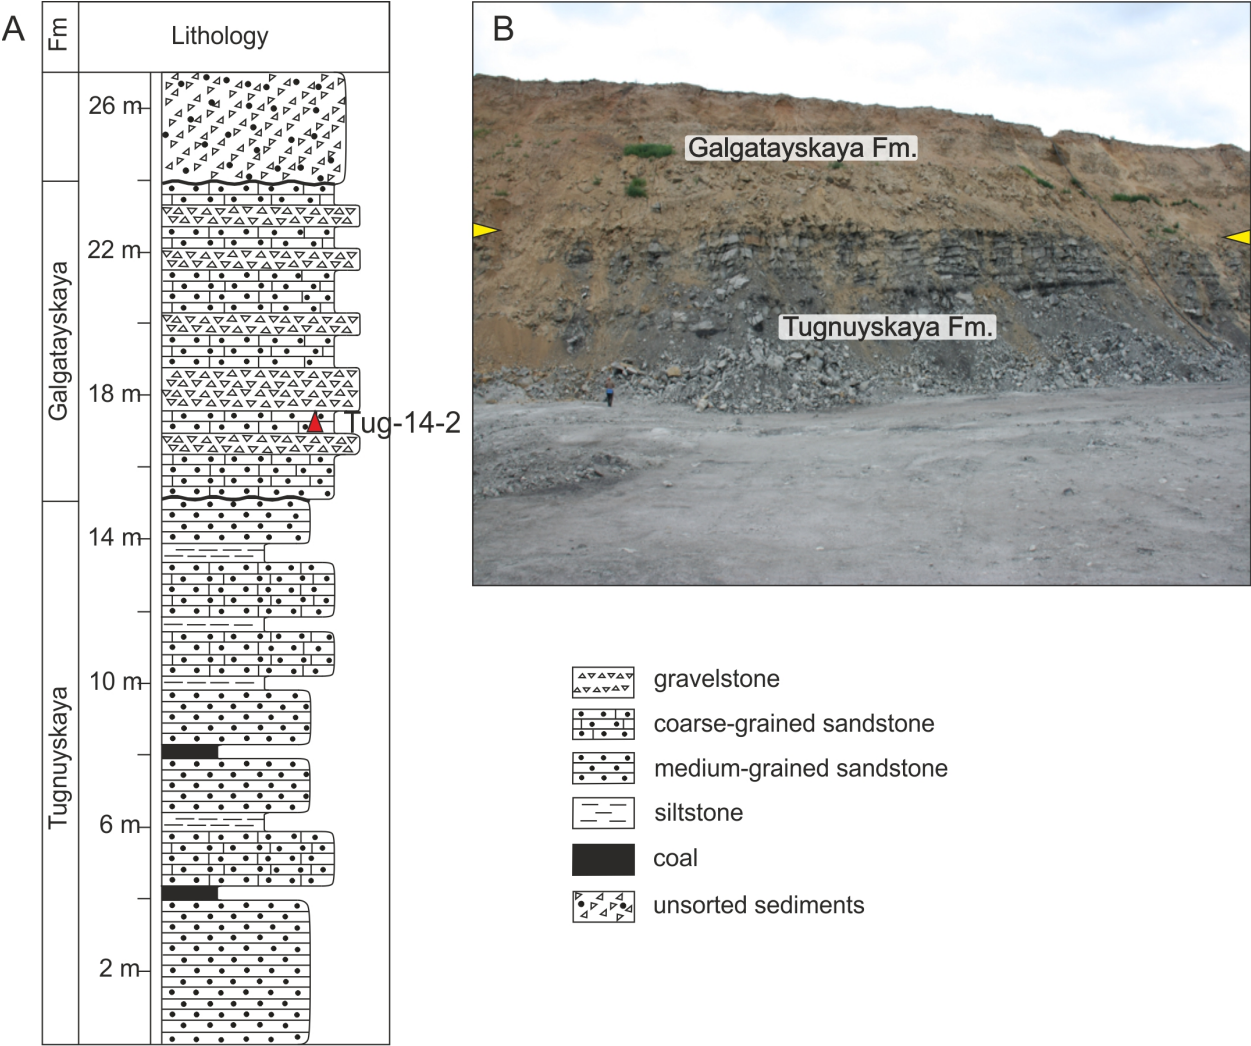 A
Fm
Lithology
26 m
22 m
18 m
14 m
10 m
6 m
2 m
Galgatayskaya
Tugnuyskaya
Tug-14-2
B
Galgatayskaya Fm.
Tugnuyskaya Fm.
gravelstone
coarse-grained sandstone
medium-grained sandstone
siltstone
coal
unsorted sediments